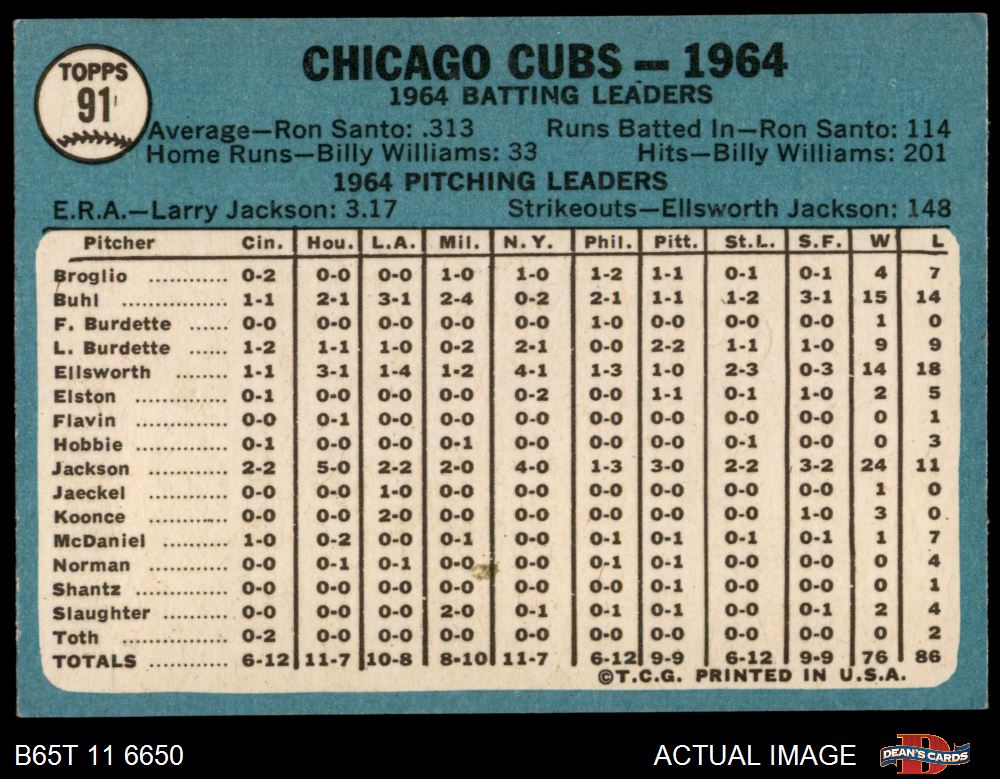 TOPPS
91
CHICAGO CUBS — 1964
1964 BATTING LEADERS
Average—Ron Santo: .313 Runs Batted In—Ron Santo: 114
Home Runs—Billy Williams: 33 Hits—Billy Williams: 201
1964 PITCHING LEADERS
E.R.A.—Larry Jackson: 3.17 Strikeouts—Ellsworth Jackson: 148
Pitcher Cin. Hou. L.A. Mil. N.Y. Phil. Pitt. St.L. S.F. W L
Broglio ............ 0-2 0-0 0-0 1-0 1-0 1-2 1-1 0-1 0-1 4 7
Buhl ............... 1-1 2-1 3-1 2-4 0-2 2-1 1-1 1-2 3-1 15 14
F. Burdette ...... 0-0 0-0 0-0 0-0 0-0 1-0 0-0 0-0 0-0 1 0
L. Burdette ...... 1-2 1-1 1-0 0-2 2-1 0-0 2-2 1-1 1-0 9 9
Ellsworth ........ 1-1 3-1 1-4 1-2 4-1 1-3 1-0 2-3 0-3 14 18
Elston ............. 0-1 0-0 0-0 0-0 0-2 0-0 1-1 0-1 1-0 2 5
Flavin ............. 0-0 0-1 0-0 0-0 0-0 0-0 0-0 0-0 0-0 0 1
Hobbie ............ 0-1 0-0 0-0 0-1 0-0 0-0 0-0 0-1 0-0 0 3
Jackson ........... 2-2 5-0 2-2 2-0 4-0 1-3 3-0 2-2 3-2 24 11
Jaeckel ............ 0-0 0-0 1-0 0-0 0-0 0-0 0-0 0-0 0-0 1 0
Koonce ............ 0-0 0-0 2-0 0-0 0-0 0-0 0-0 0-0 1-0 3 0
McDaniel ......... 1-0 0-2 0-0 0-1 0-0 0-1 0-1 0-1 0-1 1 7
Norman ........... 0-0 0-1 0-1 0-0 0-0 0-1 0-1 0-0 0-0 0 4
Shantz ............. 0-0 0-0 0-0 0-0 0-0 0-0 0-1 0-0 0-0 0 1
Slaughter ........ 0-0 0-0 0-0 2-0 0-1 0-1 0-1 0-0 0-1 2 4
Toth ................ 0-2 0-0 0-0 0-0 0-0 0-0 0-0 0-0 0-0 0 2
TOTALS ............ 6-12 11-7 10-8 8-10 11-7 6-12 9-9 6-12 9-9 76 86
©T.C.G. PRINTED IN U.S.A.
B65T 11 6650 ACTUAL IMAGE DEAN'S CARDS